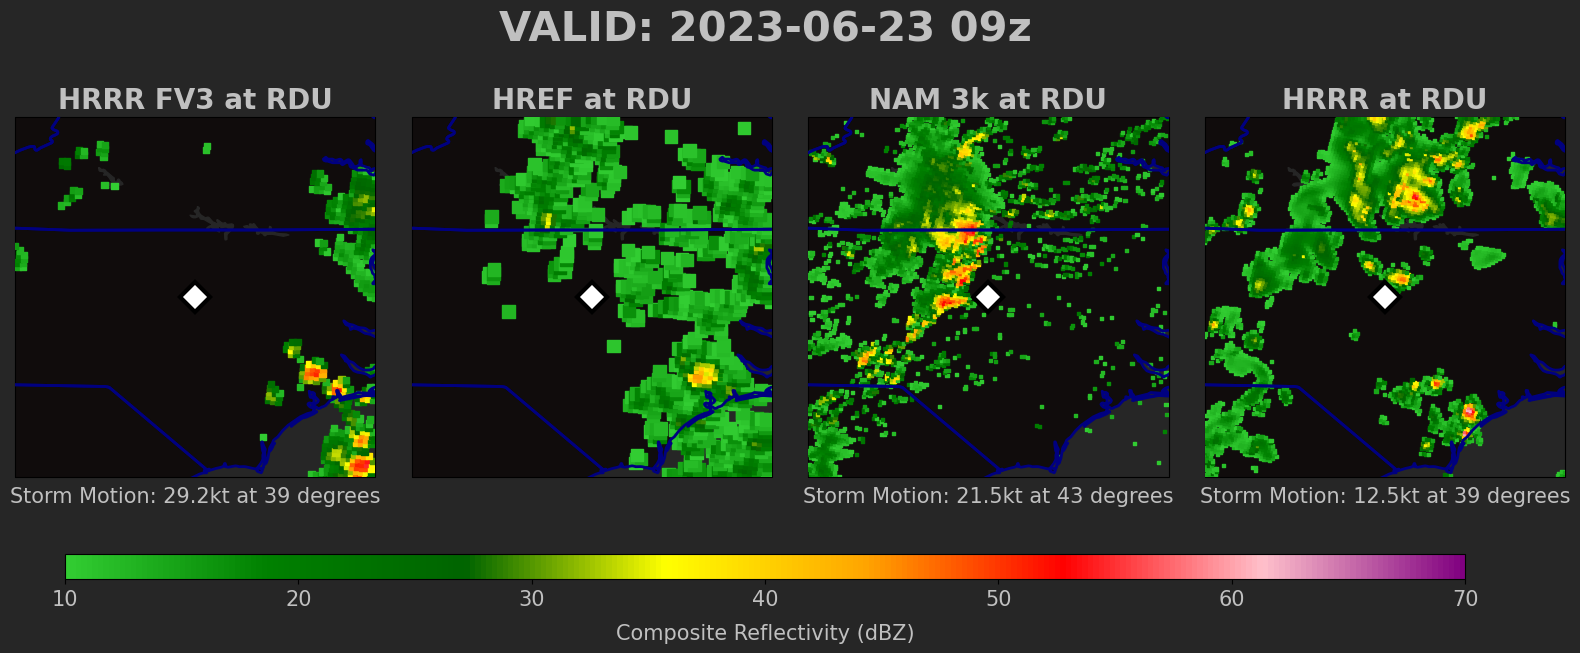 VALID: 2023-06-23 09z
HRRR FV3 at RDU
HREF at RDU
NAM 3k at RDU
HRRR at RDU
Storm Motion: 29.2kt at 39 degrees
Storm Motion: 21.5kt at 43 degrees
Storm Motion: 12.5kt at 39 degrees
10 20 30 40 50 60 70
Composite Reflectivity (dBZ)